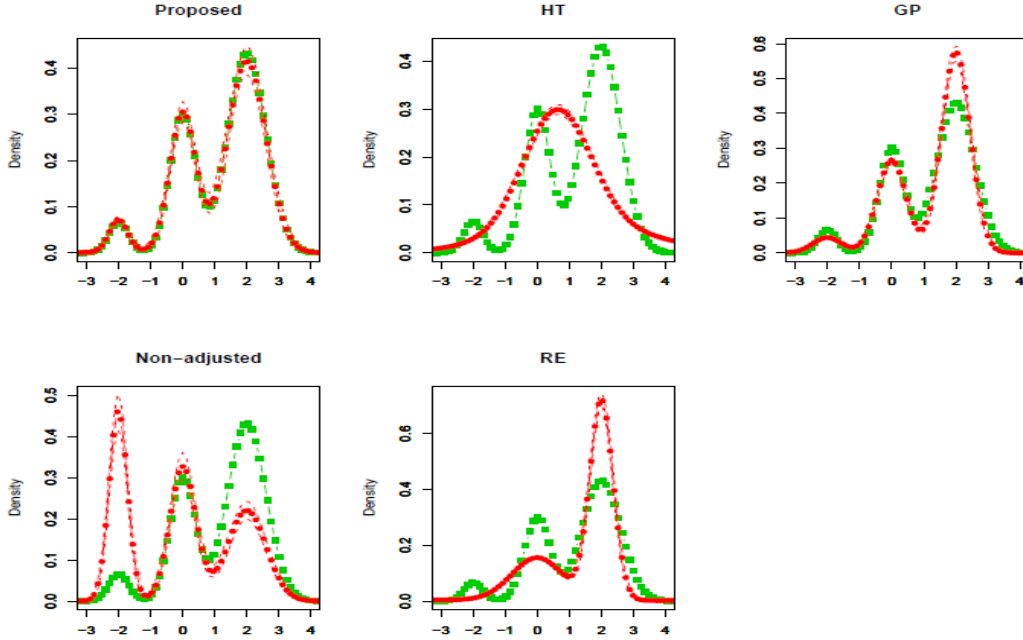 Proposed
Density
0.0 0.1 0.2 0.3 0.4
−3 −2 −1 0 1 2 3 4
HT
Density
0.0 0.1 0.2 0.3 0.4
−3 −2 −1 0 1 2 3 4
GP
Density
0.0 0.1 0.2 0.3 0.4 0.5 0.6
−3 −2 −1 0 1 2 3 4
Non−adjusted
Density
0.0 0.1 0.2 0.3 0.4 0.5
−3 −2 −1 0 1 2 3 4
RE
Density
0.0 0.2 0.4 0.6
−3 −2 −1 0 1 2 3 4